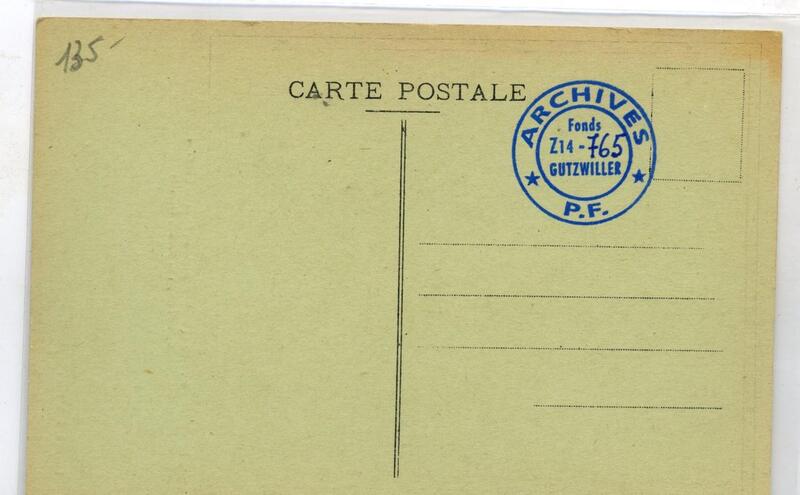 135-
CARTE POSTALE
ARCHIVES
Fonds
Z14-765
GUTZWILLER
P.F.